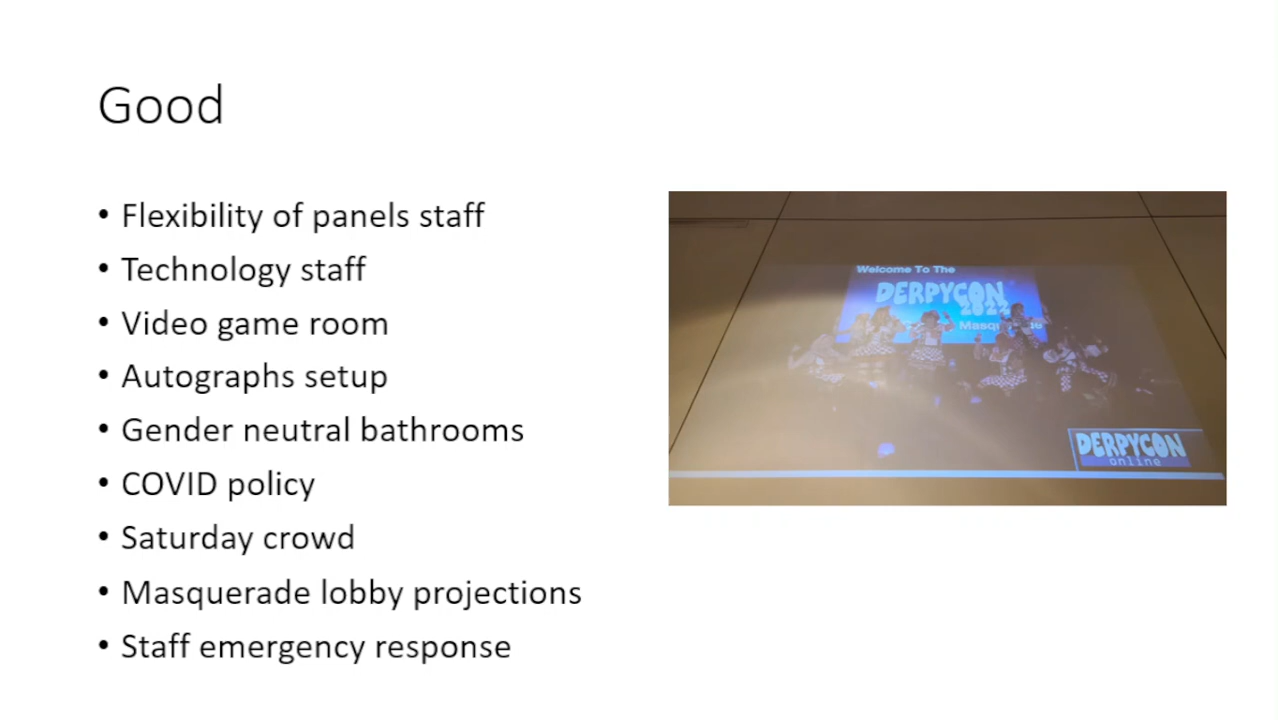 Good
• Flexibility of panels staff
• Technology staff
• Video game room
• Autographs setup
• Gender neutral bathrooms
• COVID policy
• Saturday crowd
• Masquerade lobby projections
• Staff emergency response
Welcome To The
DERPYCON
2022
DERPYCON
online